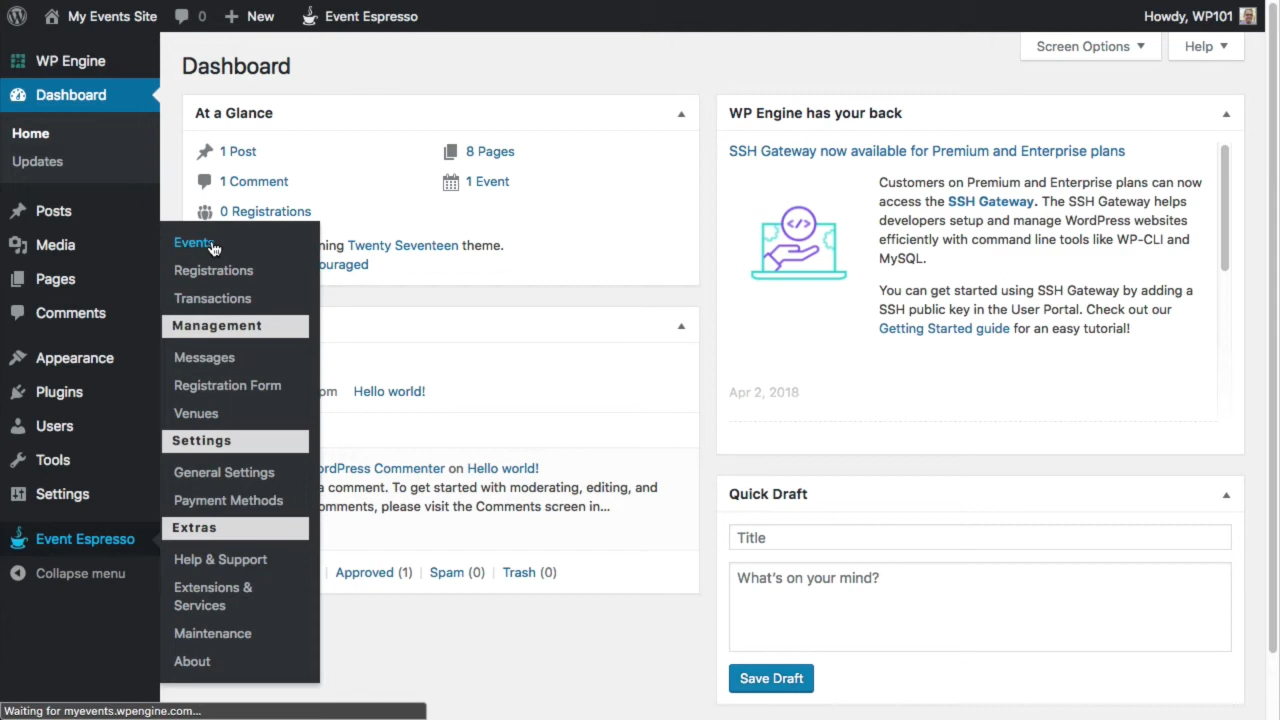 My Events Site
0
New
Event Espresso
Howdy, WP101
WP Engine
Dashboard
Home
Updates
Posts
Media
Pages
Comments
Appearance
Plugins
Users
Tools
Settings
Event Espresso
Collapse menu
Events
Registrations
Transactions
Management
Messages
Registration Form
Venues
Settings
General Settings
Payment Methods
Extras
Help & Support
Extensions &
Services
Maintenance
About
Screen Options
Help
Dashboard
At a Glance
1 Post
8 Pages
1 Comment
1 Event
0 Registrations
ning Twenty Seventeen theme.
ouraged
pm Hello world!
ordPress Commenter on Hello world!
a comment. To get started with moderating, editing, and
omments, please visit the Comments screen in...
| Approved (1) | Spam (0) | Trash (0)
WP Engine has your back
SSH Gateway now available for Premium and Enterprise plans
Customers on Premium and Enterprise plans can now
access the SSH Gateway. The SSH Gateway helps
developers setup and manage WordPress websites
efficiently with command line tools like WP-CLI and
MySQL.
You can get started using SSH Gateway by adding a
SSH public key in the User Portal. Check out our
Getting Started guide for an easy tutorial!
Apr 2, 2018
Quick Draft
Title
What's on your mind?
Save Draft
Waiting for myevents.wpengine.com...